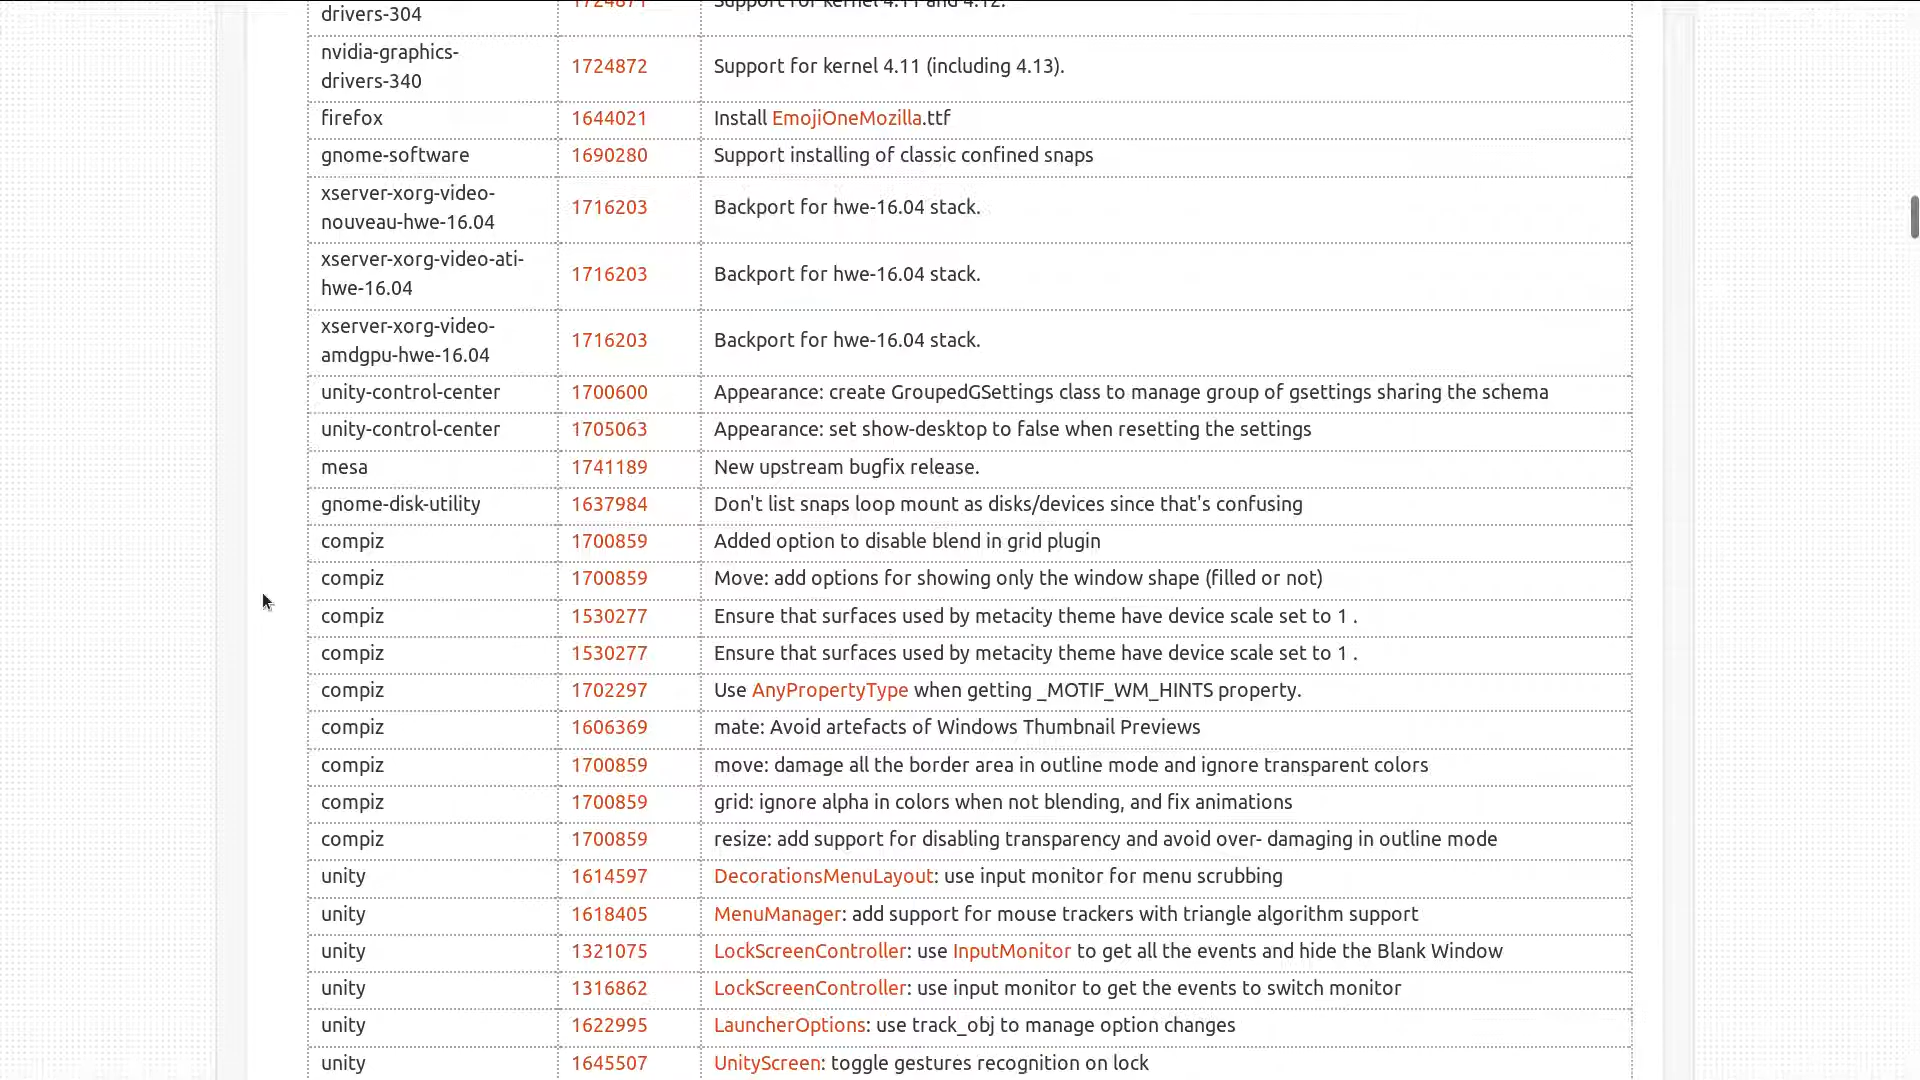 drivers-304 1724871 Support for kernel 4.11 and 4.12.
nvidia-graphics-
drivers-340 1724872 Support for kernel 4.11 (including 4.13).
firefox 1644021 Install EmojiOneMozilla.ttf
gnome-software 1690280 Support installing of classic confined snaps
xserver-xorg-video-
nouveau-hwe-16.04 1716203 Backport for hwe-16.04 stack.
xserver-xorg-video-ati-
hwe-16.04 1716203 Backport for hwe-16.04 stack.
xserver-xorg-video-
amdgpu-hwe-16.04 1716203 Backport for hwe-16.04 stack.
unity-control-center 1700600 Appearance: create GroupedGSettings class to manage group of gsettings sharing the schema
unity-control-center 1705063 Appearance: set show-desktop to false when resetting the settings
mesa 1741189 New upstream bugfix release.
gnome-disk-utility 1637984 Don't list snaps loop mount as disks/devices since that's confusing
compiz 1700859 Added option to disable blend in grid plugin
compiz 1700859 Move: add options for showing only the window shape (filled or not)
compiz 1530277 Ensure that surfaces used by metacity theme have device scale set to 1 .
compiz 1530277 Ensure that surfaces used by metacity theme have device scale set to 1 .
compiz 1702297 Use AnyPropertyType when getting _MOTIF_WM_HINTS property.
compiz 1606369 mate: Avoid artefacts of Windows Thumbnail Previews
compiz 1700859 move: damage all the border area in outline mode and ignore transparent colors
compiz 1700859 grid: ignore alpha in colors when not blending, and fix animations
compiz 1700859 resize: add support for disabling transparency and avoid over- damaging in outline mode
unity 1614597 DecorationsMenuLayout: use input monitor for menu scrubbing
unity 1618405 MenuManager: add support for mouse trackers with triangle algorithm support
unity 1321075 LockScreenController: use InputMonitor to get all the events and hide the Blank Window
unity 1316862 LockScreenController: use input monitor to get the events to switch monitor
unity 1622995 LauncherOptions: use track_obj to manage option changes
unity 1645507 UnityScreen: toggle gestures recognition on lock